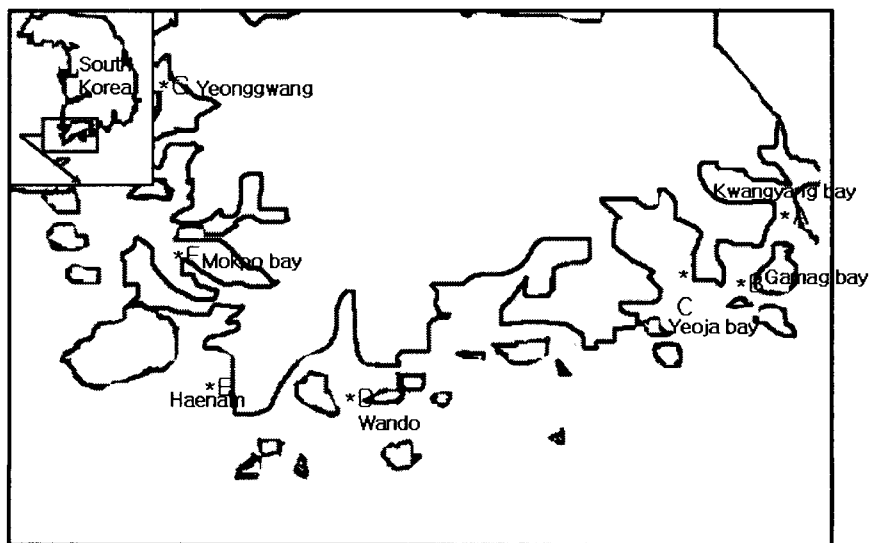 South
Korea
* G Yeonggwang
Kwangyang bay
* A
* F Mokpo bay
* B Gamag bay
*
C
Yeoja bay
* E
Haenam
* D
Wando